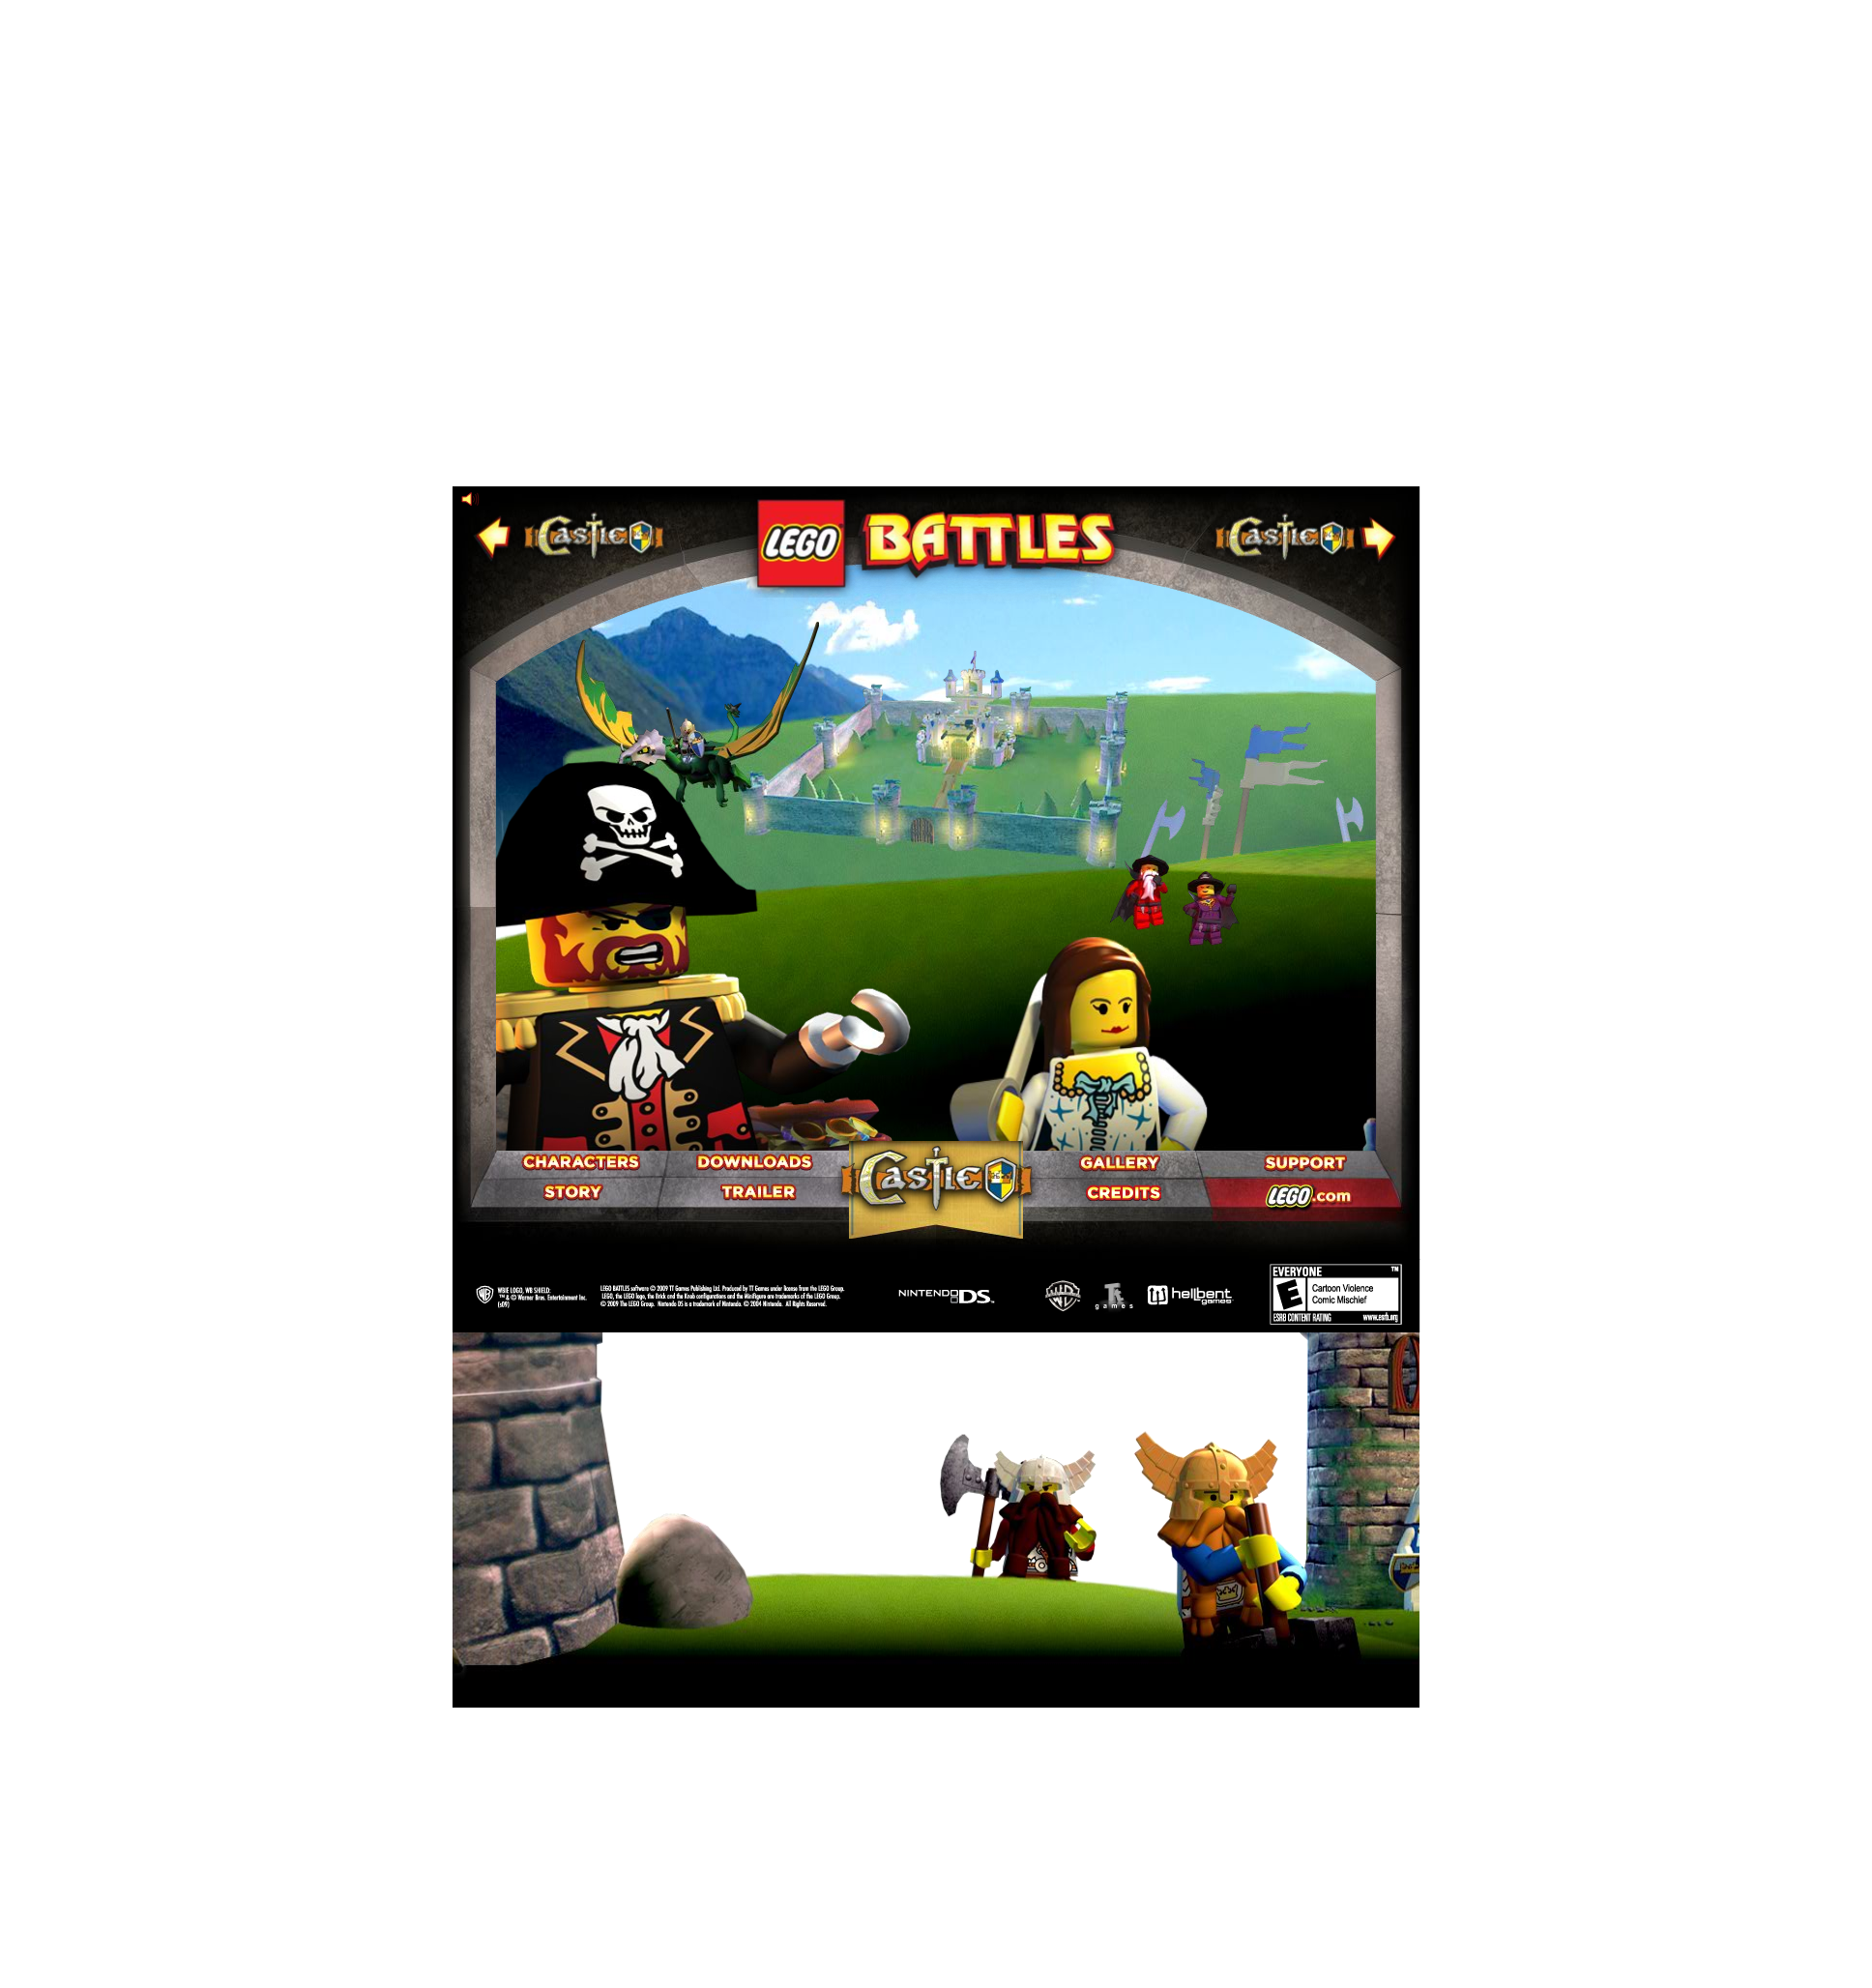 Castle
LEGO BATTLES
Castle
CHARACTERS
DOWNLOADS
GALLERY
SUPPORT
STORY
TRAILER
Castle
CREDITS
LEGO.com
WBIE LOGO, WB SHIELD:
™ & © Warner Bros. Entertainment Inc.
(s09)
LEGO BATTLES software © 2009 TT Games Publishing Ltd. Produced by TT Games under license from the LEGO Group.
LEGO, the LEGO logo, the Brick and the Knob configurations and the Minifigure are trademarks of the LEGO Group.
© 2009 The LEGO Group. Nintendo DS is a trademark of Nintendo. © 2004 Nintendo. All Rights Reserved.
NINTENDO DS™
games
hellbent
games
EVERYONE ™
E
Cartoon Violence
Comic Mischief
ESRB CONTENT RATING www.esrb.org